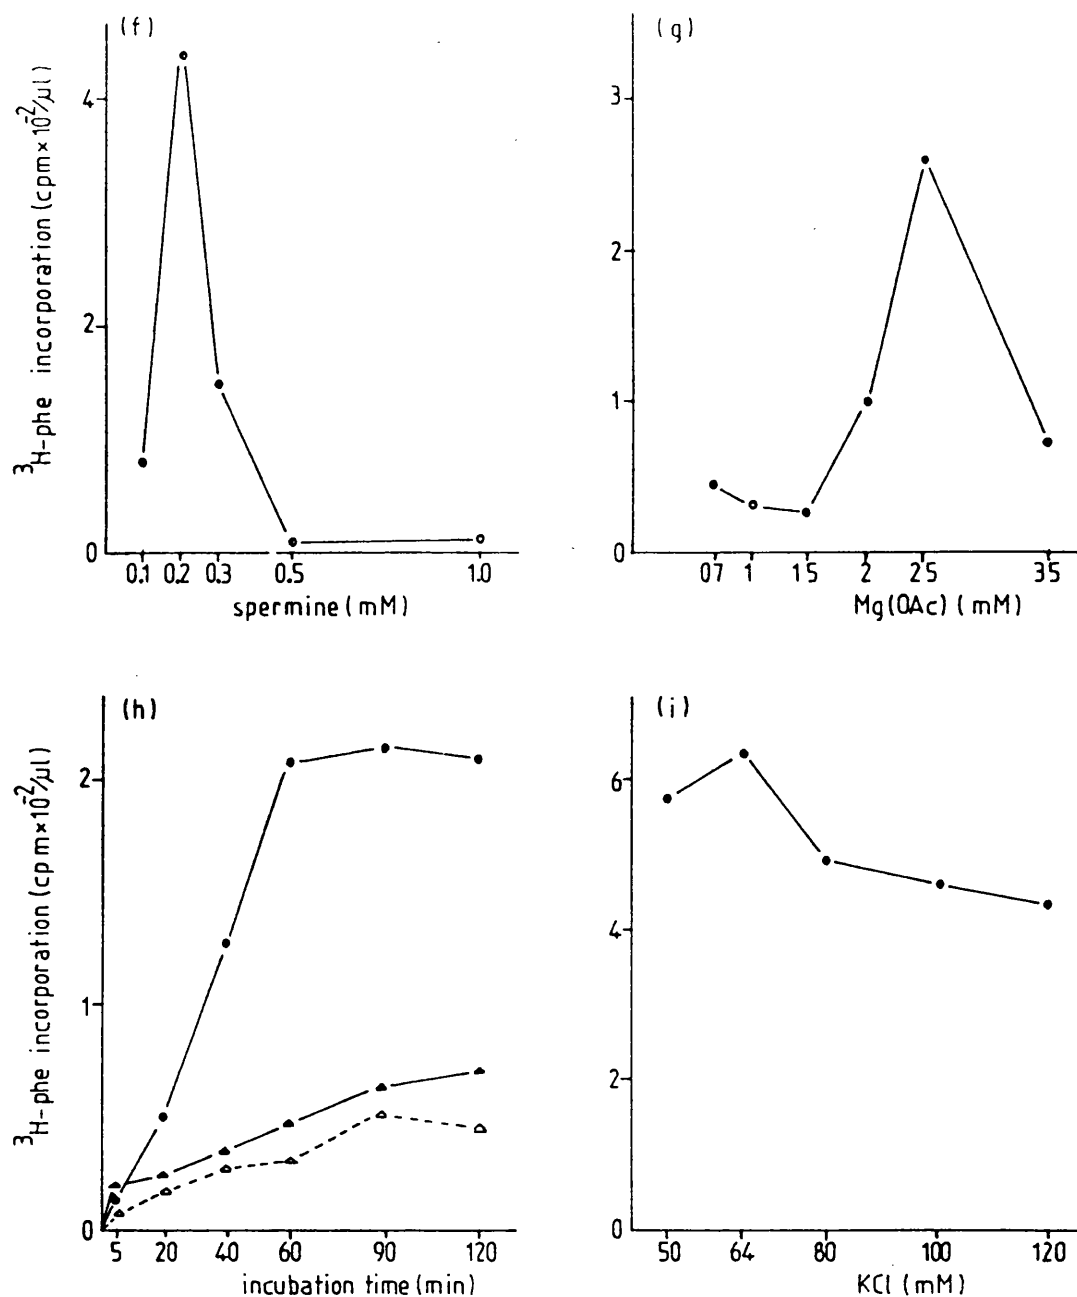 (f)
³H-phe incorporation (cpm×10⁻²/µl)
4
2
0
0.1 0.2 0.3 0.5 1.0
spermine (mM)
(g)
3
2
1
0
07 1 15 2 25 35
Mg(OAc) (mM)
(h)
³H-phe incorporation (cpm×10⁻²/µl)
2
1
0
5 20 40 60 90 120
incubation time (min)
(i)
6
4
2
0
50 64 80 100 120
KCl (mM)